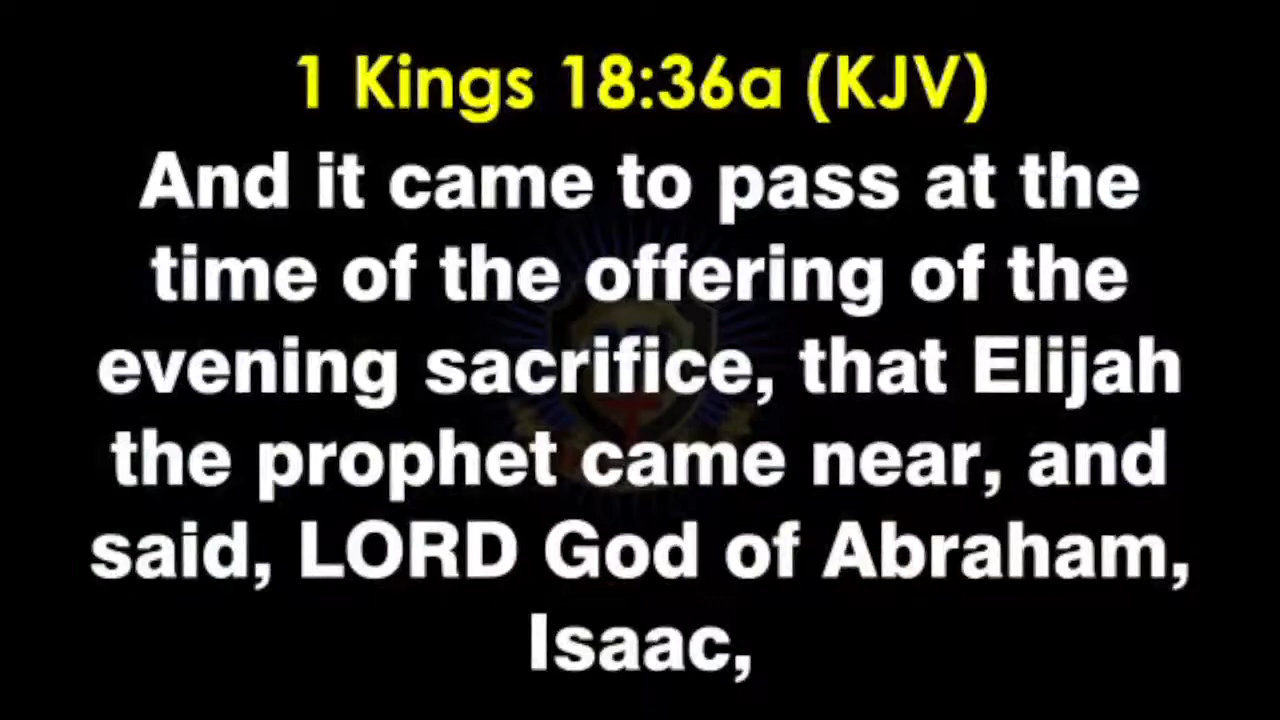 1 Kings 18:36a (KJV)
And it came to pass at the
time of the offering of the
evening sacrifice, that Elijah
the prophet came near, and
said, LORD God of Abraham,
Isaac,